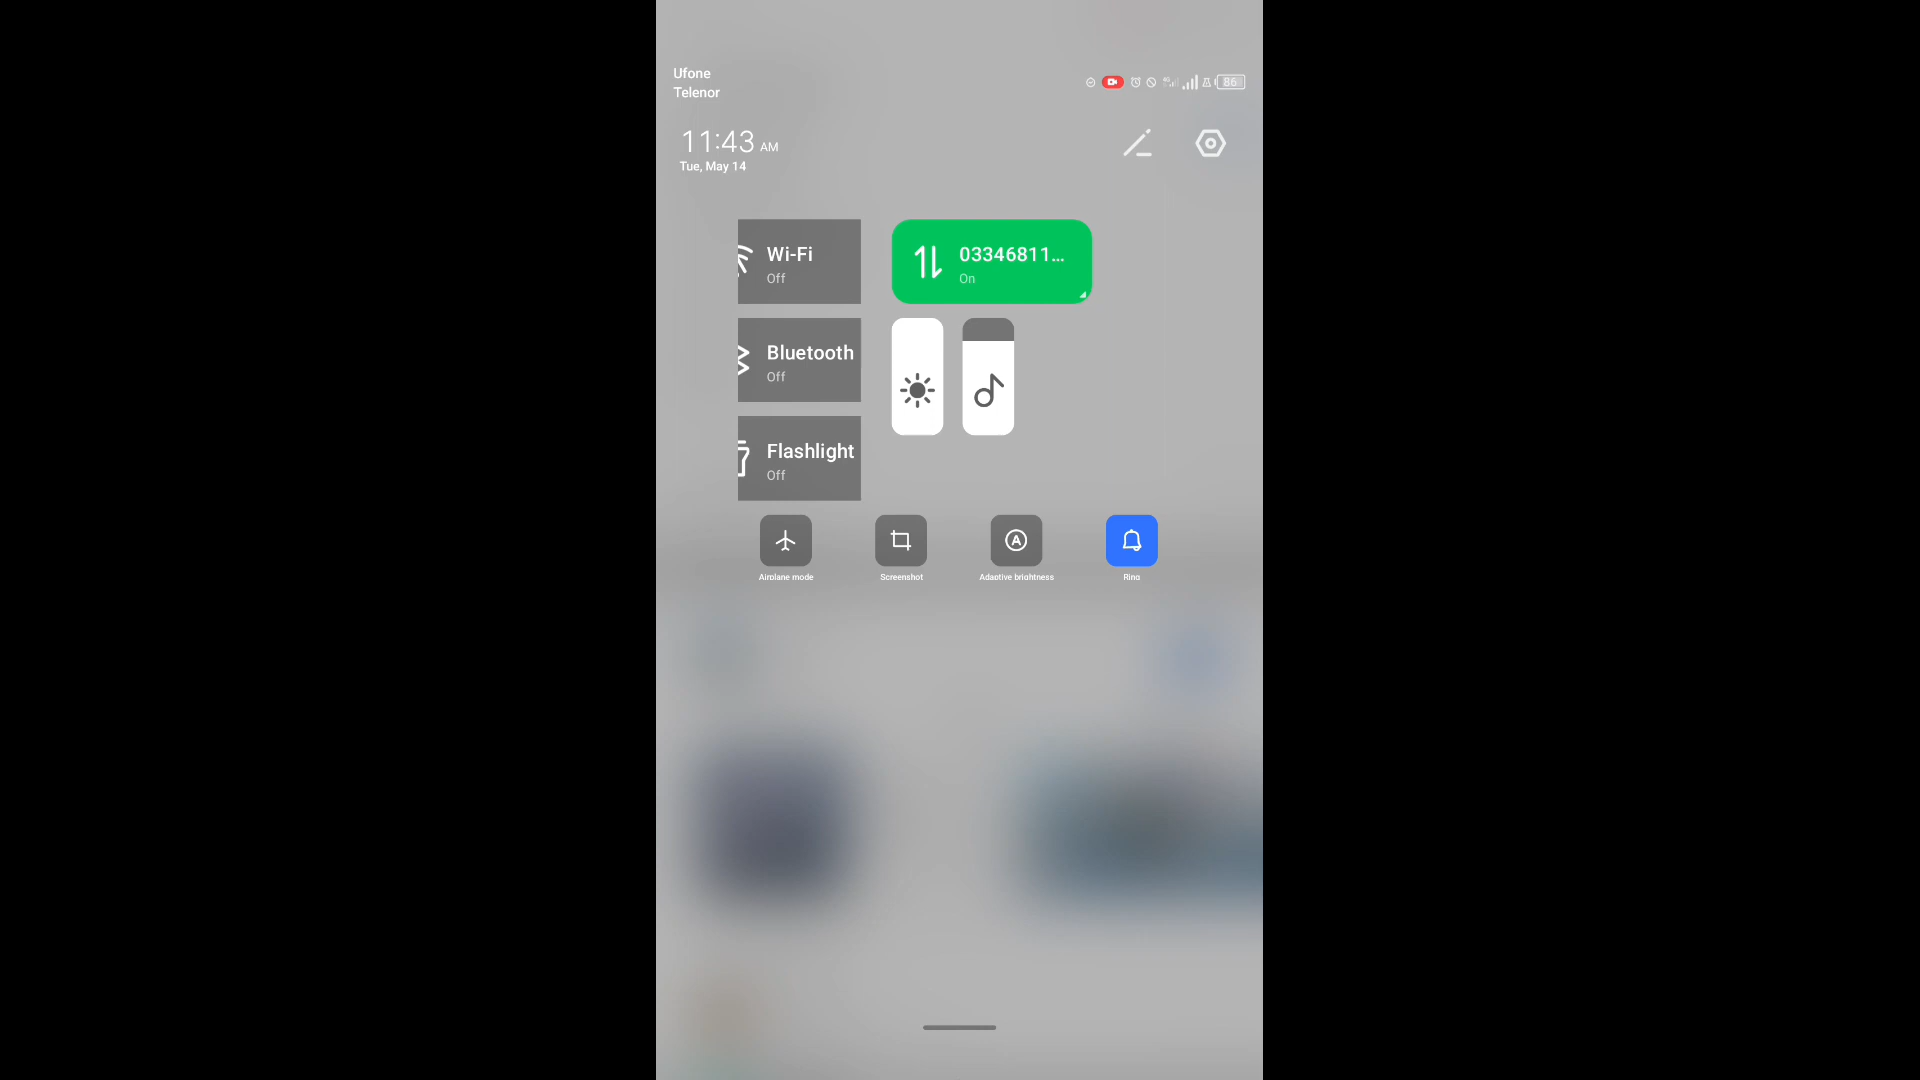 Ufone
Telenor
86
11:43 AM
Tue, May 14
Wi-Fi
Off
03346811...
On
Bluetooth
Off
Flashlight
Off
Airplane mode
Screenshot
Adaptive brightness
Ring